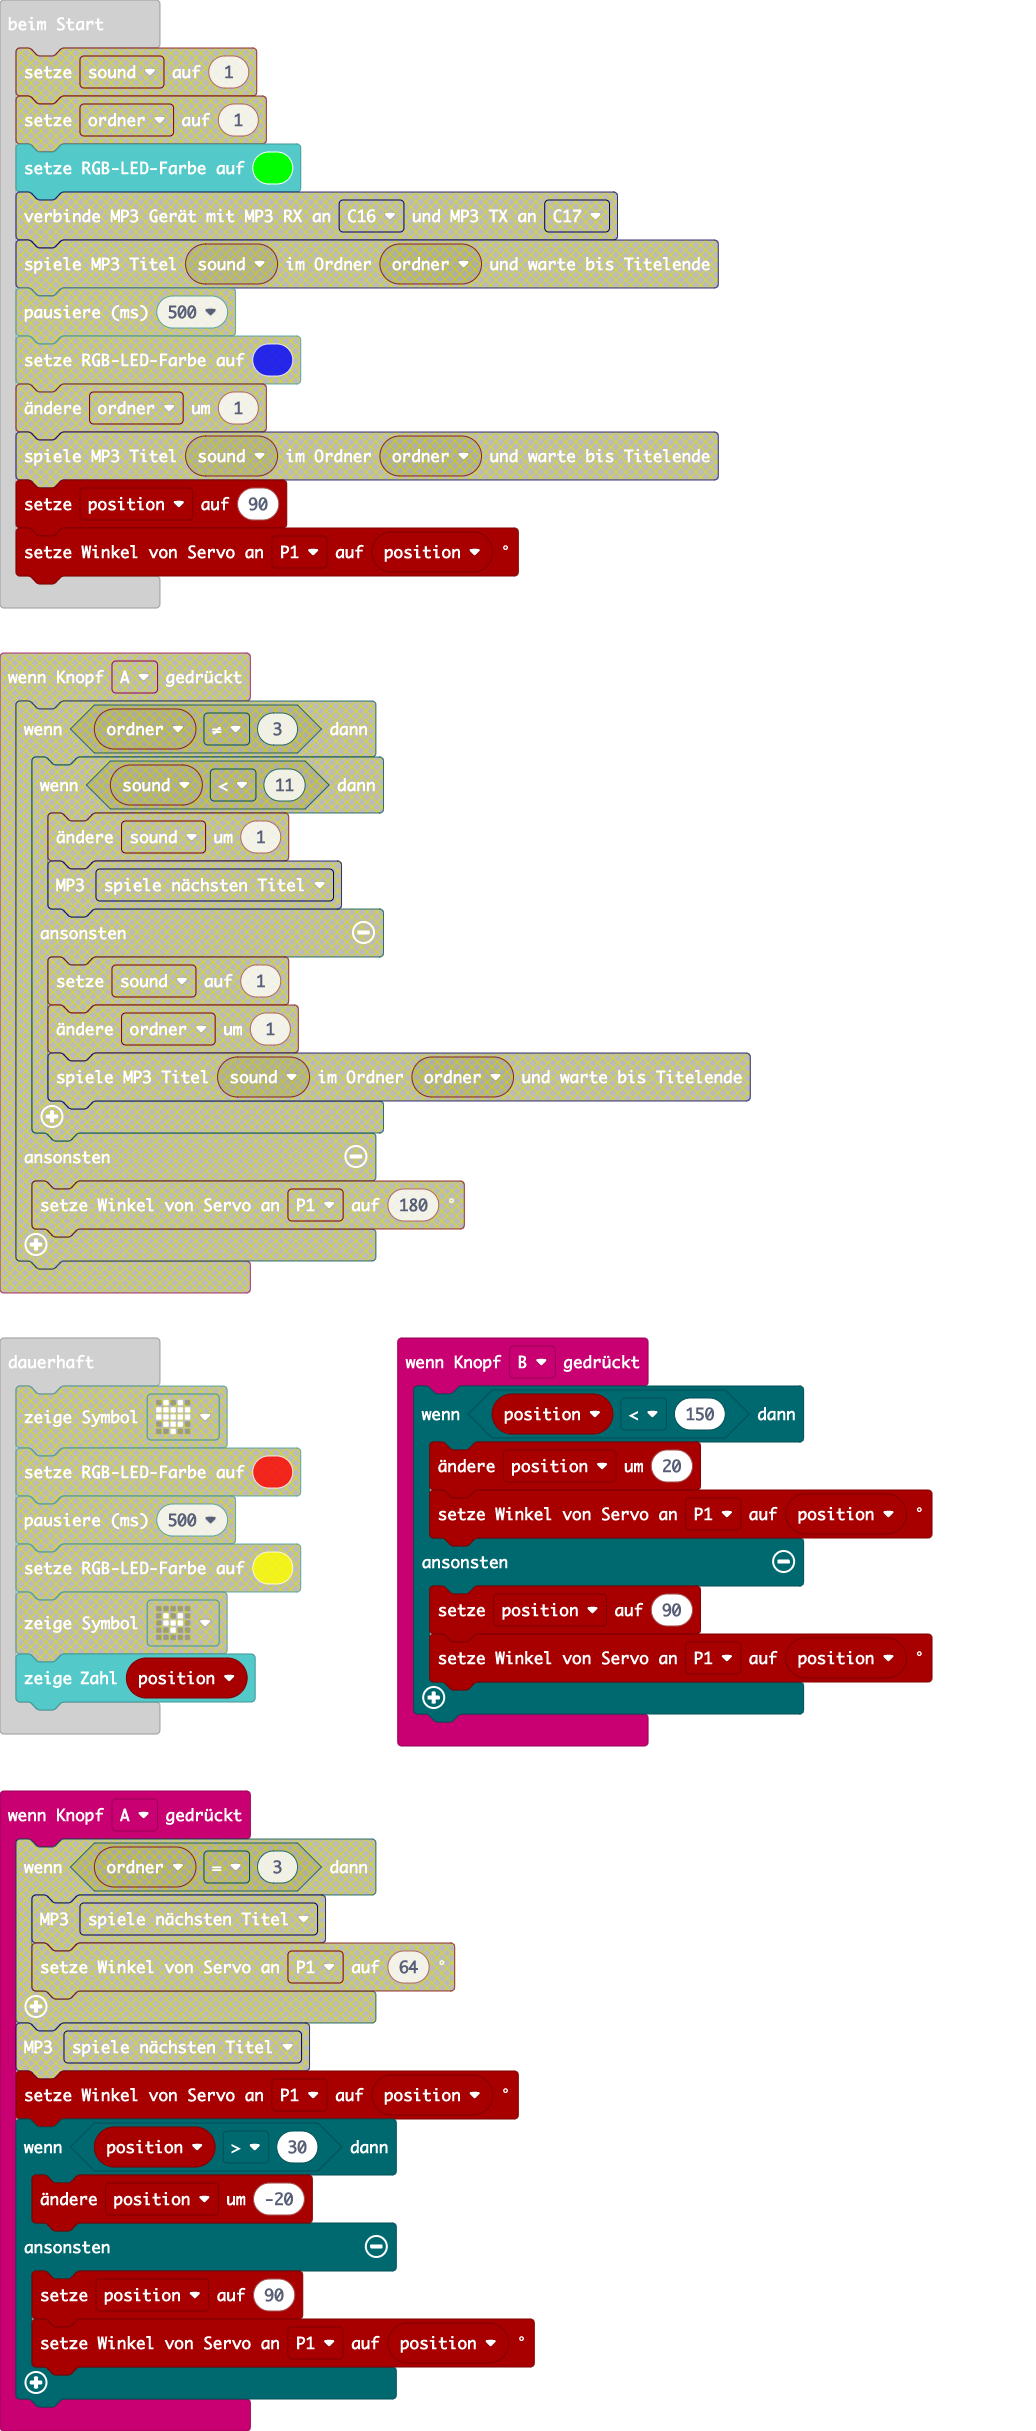 beim Start
setze sound auf 1
setze ordner auf 1
setze RGB-LED-Farbe auf
verbinde MP3 Gerät mit MP3 RX an C16 und MP3 TX an C17
spiele MP3 Titel sound im Ordner ordner und warte bis Titelende
pausiere (ms) 500
setze RGB-LED-Farbe auf
ändere ordner um 1
spiele MP3 Titel sound im Ordner ordner und warte bis Titelende
setze position auf 90
setze Winkel von Servo an P1 auf position °
wenn Knopf A gedrückt
wenn ordner ≠ 3 dann
wenn sound < 11 dann
ändere sound um 1
MP3 spiele nächsten Titel
ansonsten
setze sound auf 1
ändere ordner um 1
spiele MP3 Titel sound im Ordner ordner und warte bis Titelende
ansonsten
setze Winkel von Servo an P1 auf 180 °
dauerhaft
zeige Symbol
setze RGB-LED-Farbe auf
pausiere (ms) 500
setze RGB-LED-Farbe auf
zeige Symbol
zeige Zahl position
wenn Knopf B gedrückt
wenn position < 150 dann
ändere position um 20
setze Winkel von Servo an P1 auf position °
ansonsten
setze position auf 90
setze Winkel von Servo an P1 auf position °
wenn Knopf A gedrückt
wenn ordner = 3 dann
MP3 spiele nächsten Titel
setze Winkel von Servo an P1 auf 64 °
MP3 spiele nächsten Titel
setze Winkel von Servo an P1 auf position °
wenn position > 30 dann
ändere position um -20
ansonsten
setze position auf 90
setze Winkel von Servo an P1 auf position °